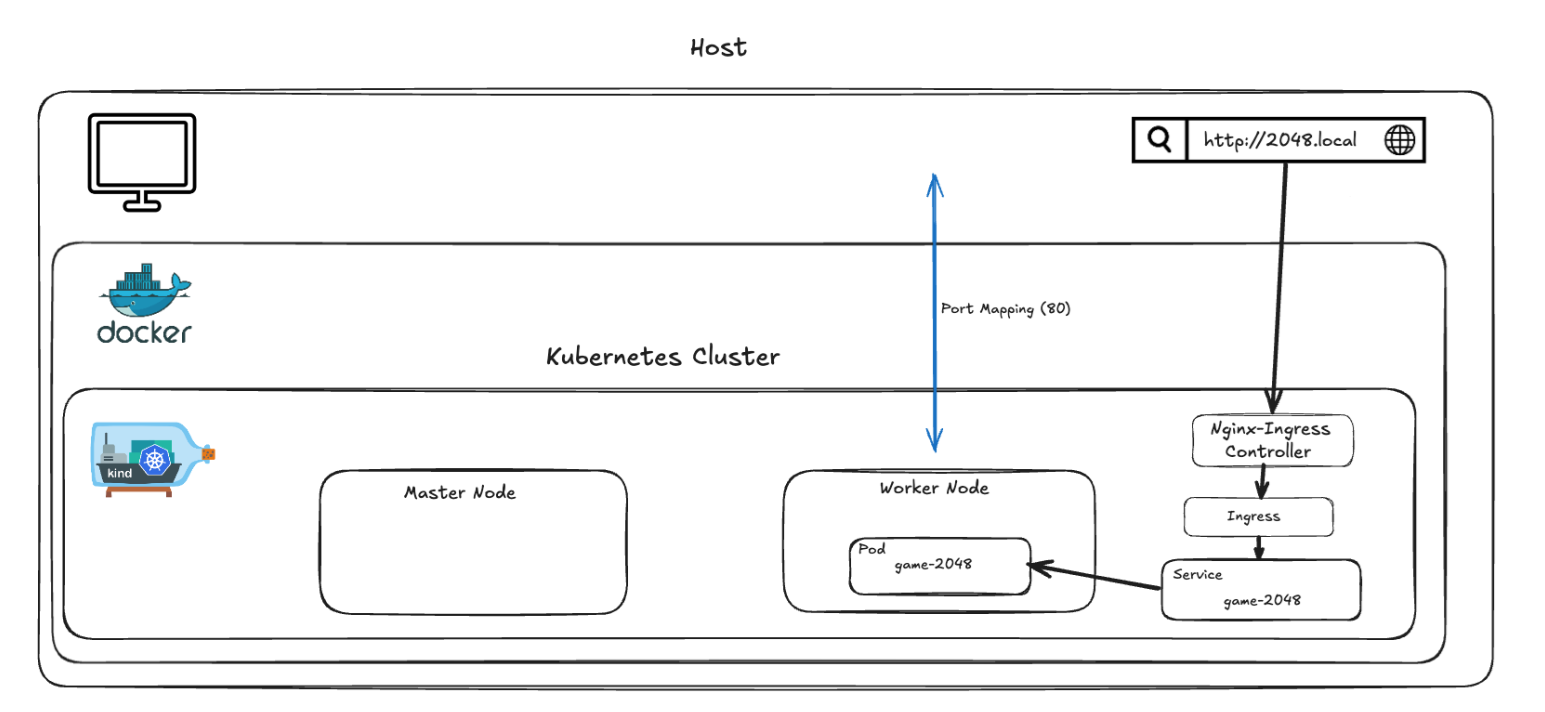 Host
http://2048.local
docker
Port Mapping (80)
Kubernetes Cluster
kind
Master Node
Worker Node
Pod
game-2048
Nginx-Ingress
Controller
Ingress
Service
game-2048